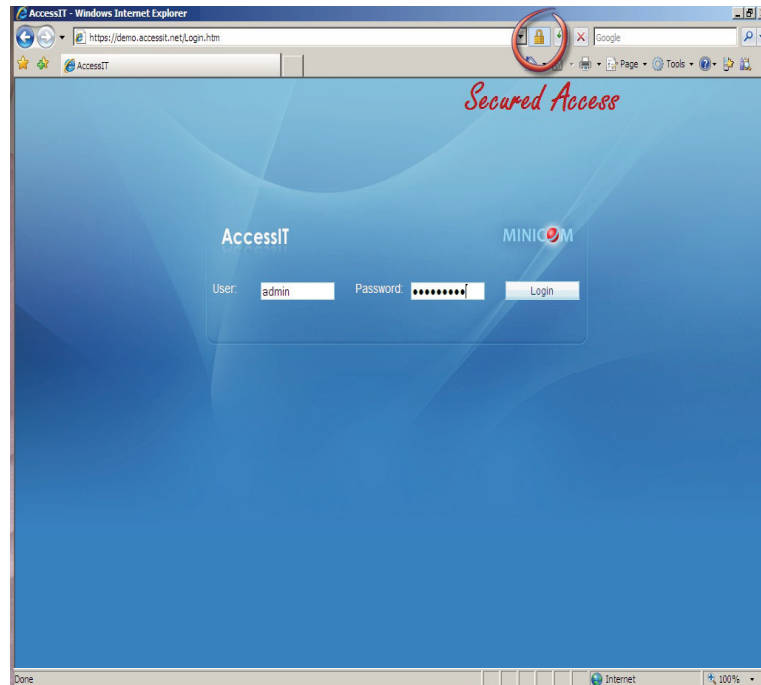 AccessIT - Windows Internet Explorer
https://demo.accessit.net/Login.htm
Google
AccessIT
Page
Tools
Secured Access
AccessIT
MINICOM
User:
admin
Password:
•••••••••
Login
Done
Internet
100%